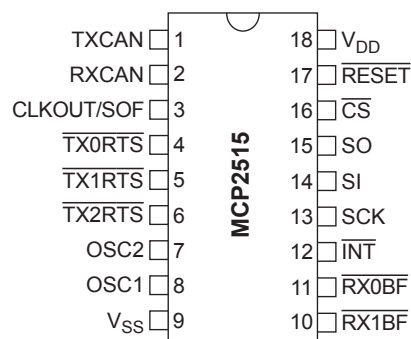 TXCAN 1 18 VDD
RXCAN 2 17 RESET
CLKOUT/SOF 3 16 CS
TX0RTS 4 15 SO
TX1RTS 5 14 SI
TX2RTS 6 13 SCK
OSC2 7 12 INT
OSC1 8 11 RX0BF
VSS 9 10 RX1BF
MCP2515